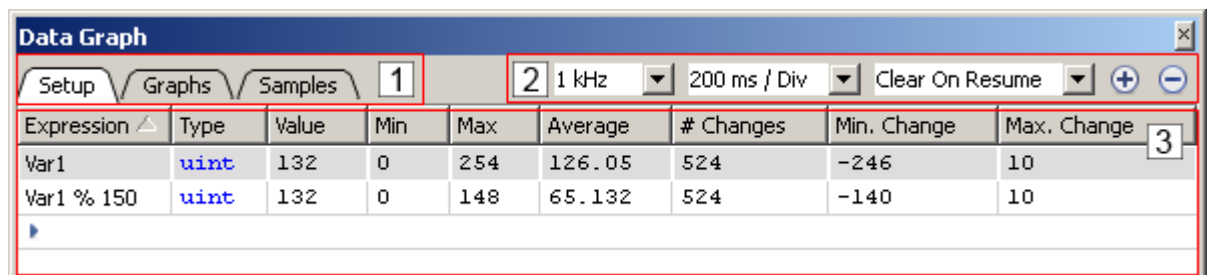 Data Graph
Setup Graphs Samples 1 2 1 kHz 200 ms / Div Clear On Resume
Expression Type Value Min Max Average # Changes Min. Change Max. Change 3
Var1 uint 132 0 254 126.05 524 -246 10
Var1 % 150 uint 132 0 148 65.132 524 -140 10